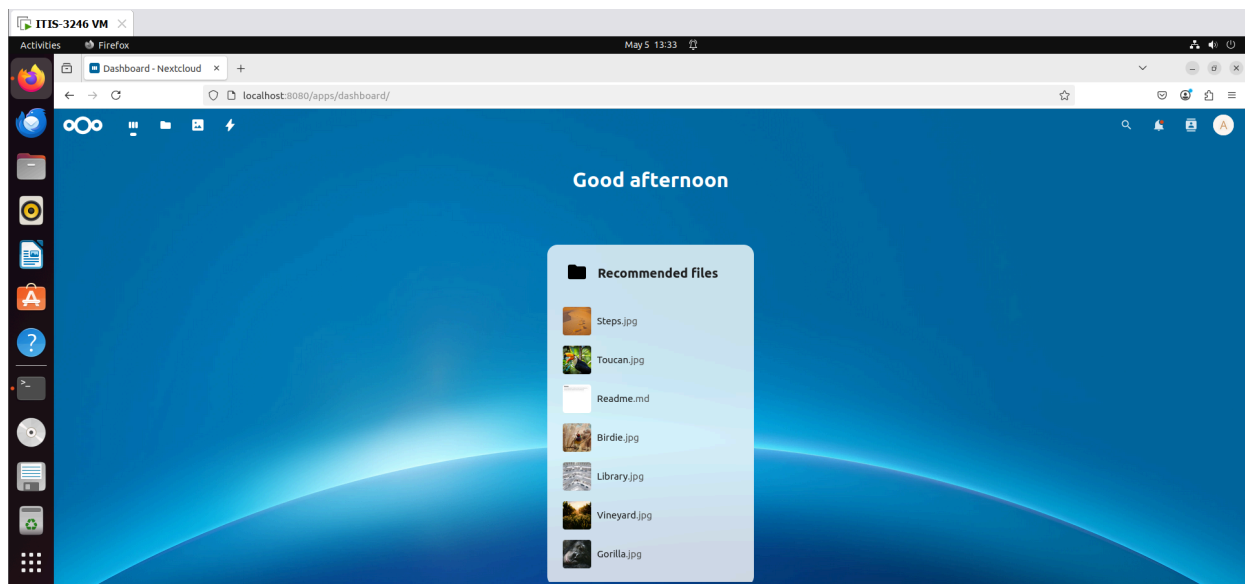 ITIS-3246 VM
Activities Firefox May 5 13:33
Dashboard - Nextcloud
localhost:8080/apps/dashboard/
A
Good afternoon
Recommended files
Steps.jpg
Toucan.jpg
Readme.md
Birdie.jpg
Library.jpg
Vineyard.jpg
Gorilla.jpg